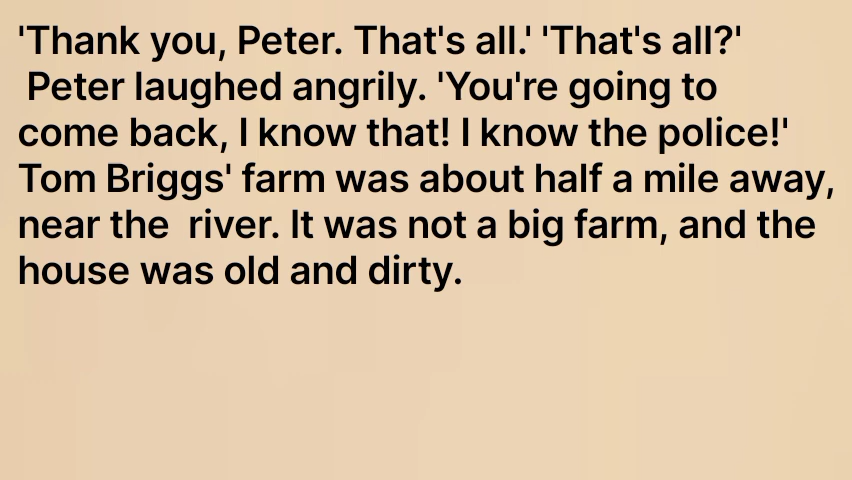 'Thank you, Peter. That's all.' 'That's all?'
Peter laughed angrily. 'You're going to
come back, I know that! I know the police!'
Tom Briggs' farm was about half a mile away,
near the  river. It was not a big farm, and the
house was old and dirty.